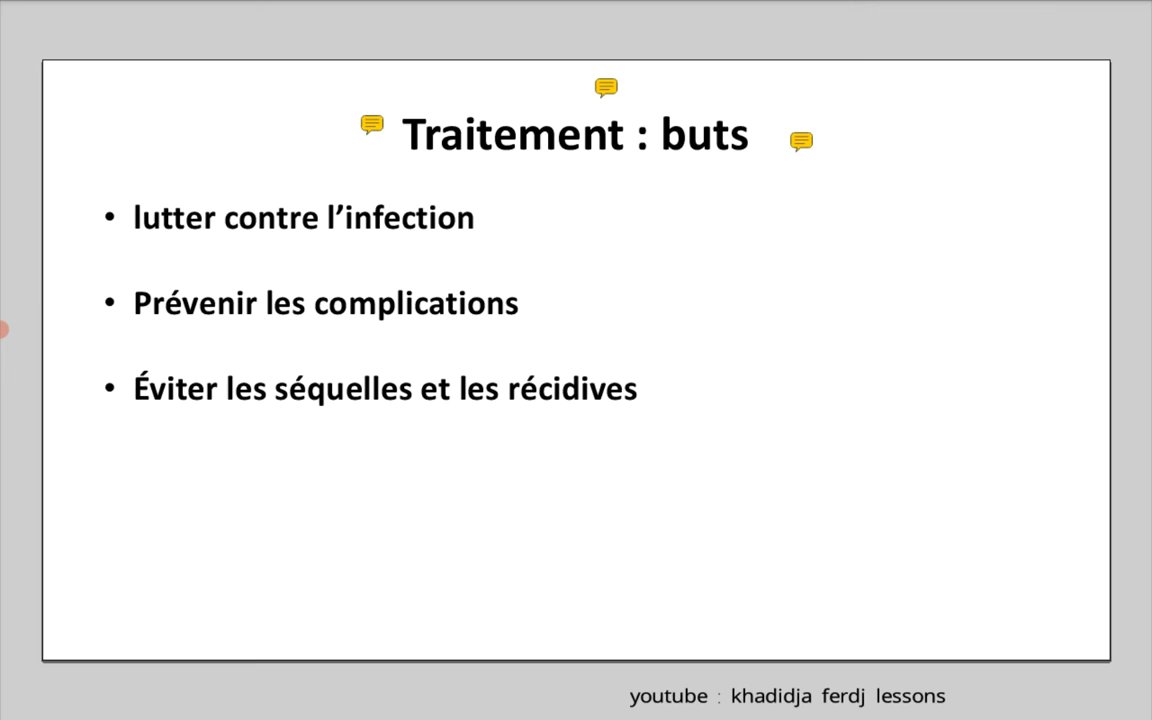 Traitement : buts
• lutter contre l’infection
• Prévenir les complications
• Éviter les séquelles et les récidives
youtube : khadidja ferdj lessons